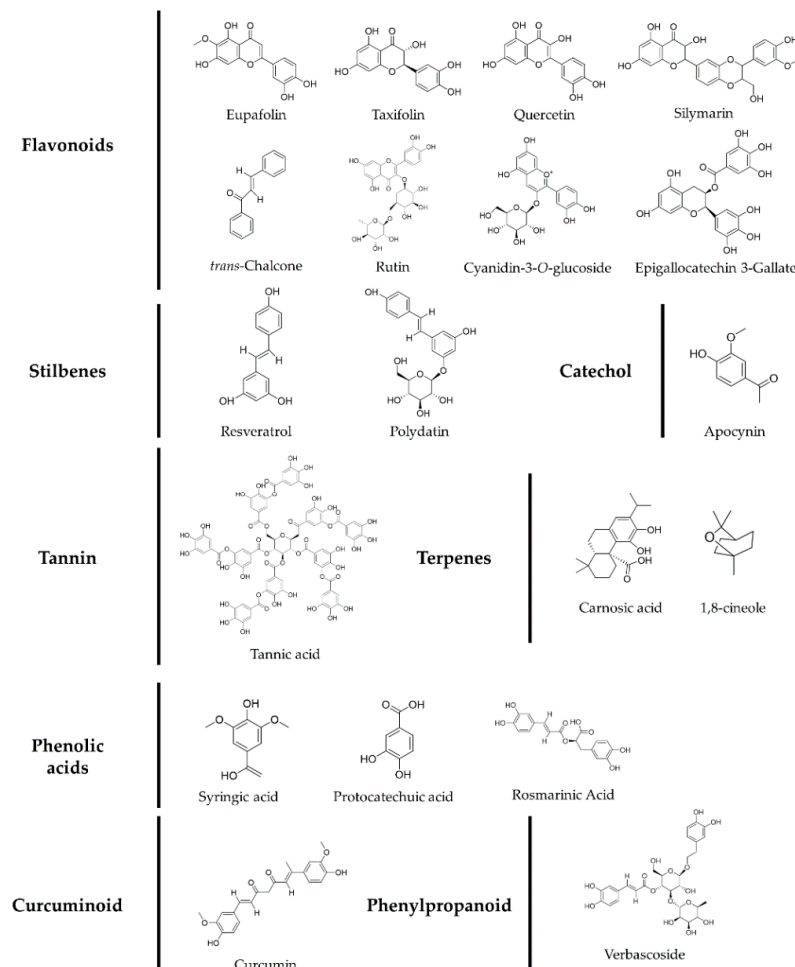 Flavonoids
Eupafolin
Taxifolin
Quercetin
Silymarin
trans-Chalcone
Rutin
Cyanidin-3-O-glucoside
Epigallocatechin 3-Gallate
Stilbenes
Resveratrol
Polydatin
Catechol
Apocynin
Tannin
Tannic acid
Terpenes
Carnosic acid
1,8-cineole
Phenolic
acids
Syringic acid
Protocatechuic acid
Rosmarinic Acid
Curcuminoid
Curcumin
Phenylpropanoid
Verbascoside